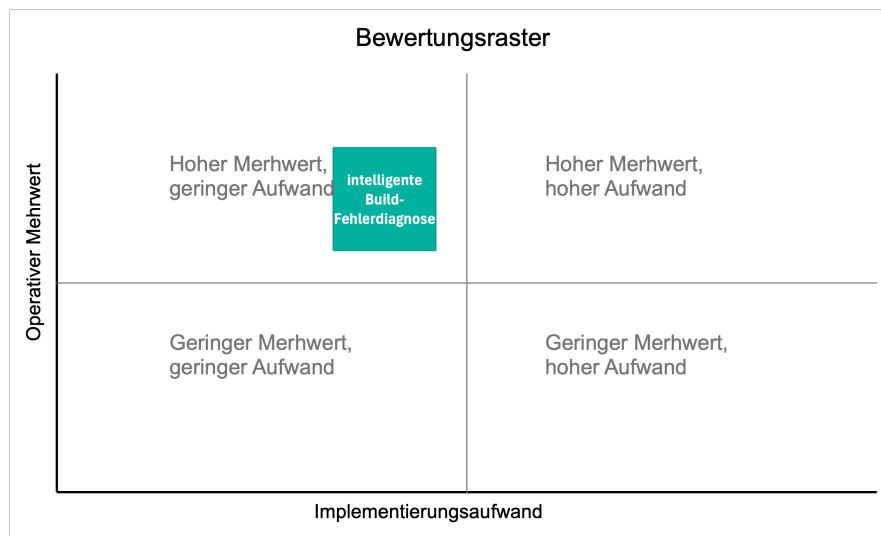 Bewertungsraster
Operativer Mehrwert
Hoher Merhwert,
geringer Aufwand
intelligente
Build-
Fehlerdiagnose
Hoher Merhwert,
hoher Aufwand
Geringer Merhwert,
geringer Aufwand
Geringer Merhwert,
hoher Aufwand
Implementierungsaufwand